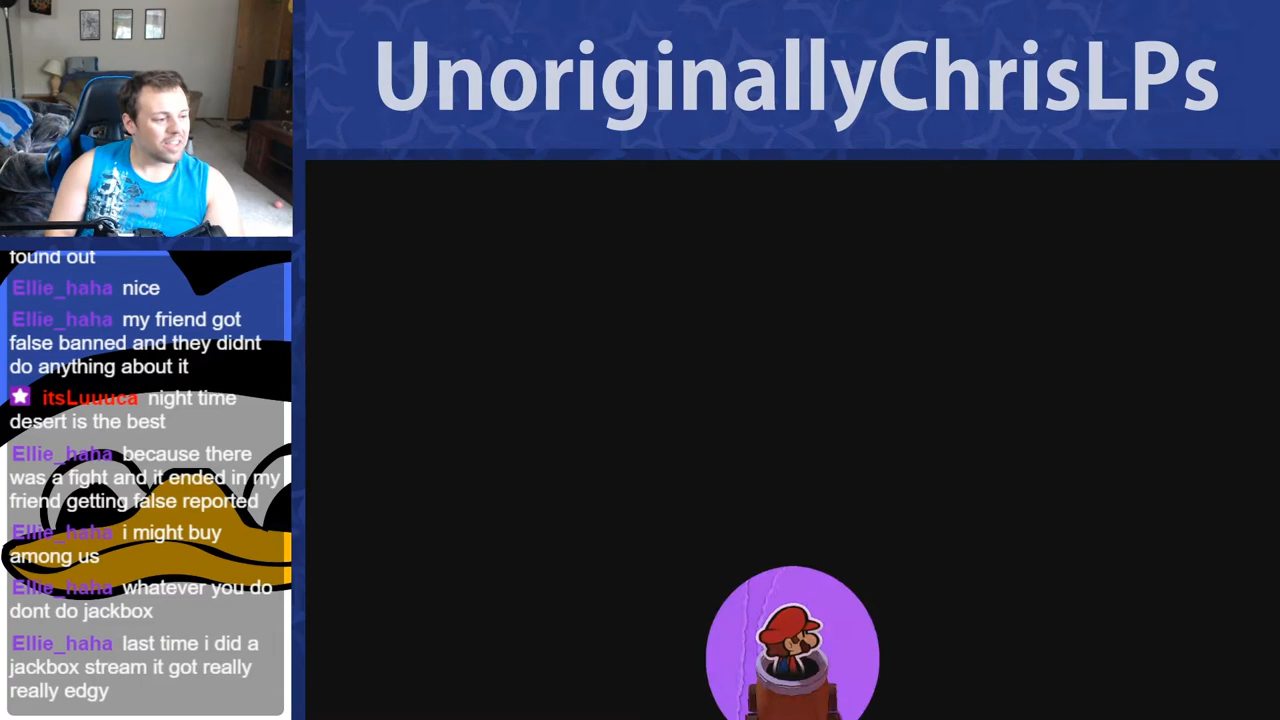 UnoriginallyChrisLPs
found out
Ellie_haha nice
Ellie_haha my friend got
false banned and they didnt
do anything about it
itsLuuuca night time
desert is the best
Ellie_haha because there
was a fight and it ended in my
friend getting false reported
Ellie_haha i might buy
among us
Ellie_haha whatever you do
dont do jackbox
Ellie_haha last time i did a
jackbox stream it got really
really edgy